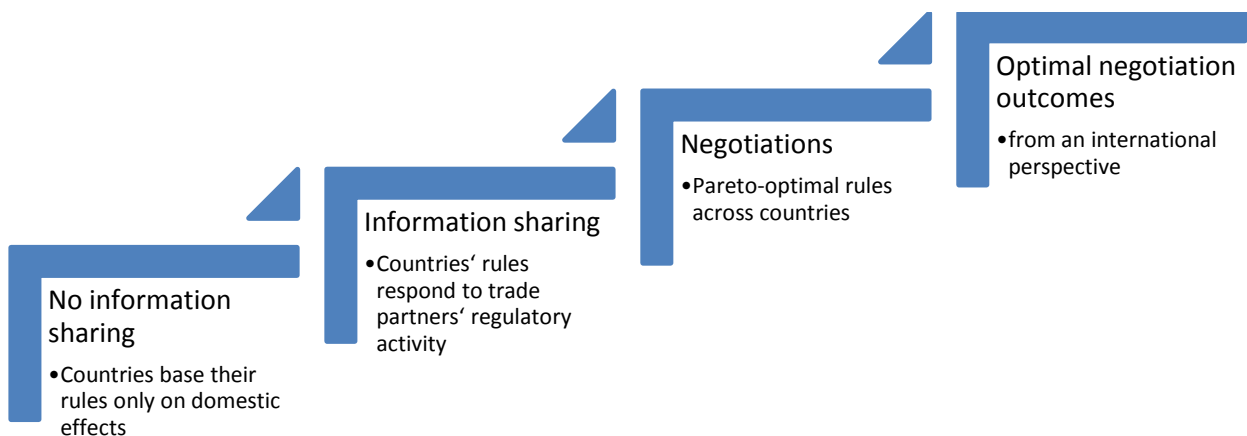 No information
sharing
•Countries base their
rules only on domestic
effects
Information sharing
•Countries‘ rules
respond to trade
partners‘ regulatory
activity
Negotiations
•Pareto-optimal rules
across countries
Optimal negotiation
outcomes
•from an international
perspective